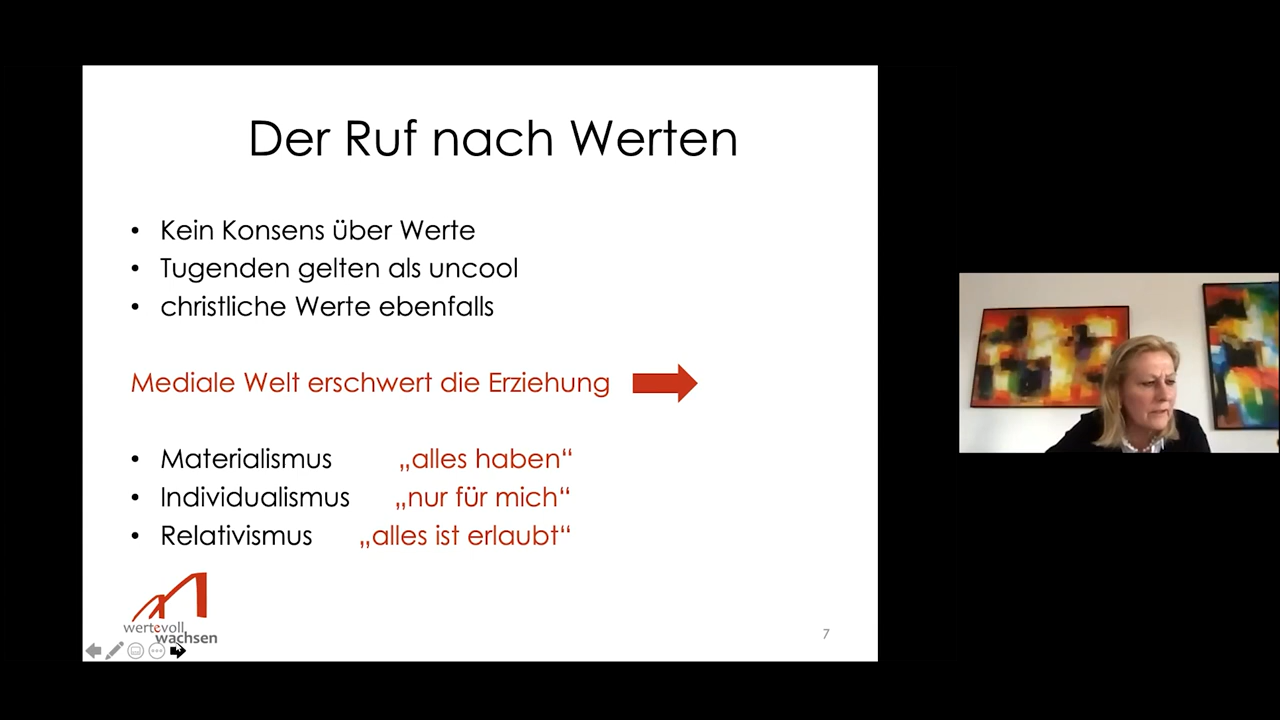 Der Ruf nach Werten
• Kein Konsens über Werte
• Tugenden gelten als uncool
• christliche Werte ebenfalls
Mediale Welt erschwert die Erziehung
• Materialismus „alles haben“
• Individualismus „nur für mich“
• Relativismus „alles ist erlaubt“
wertevoll
wachsen
7